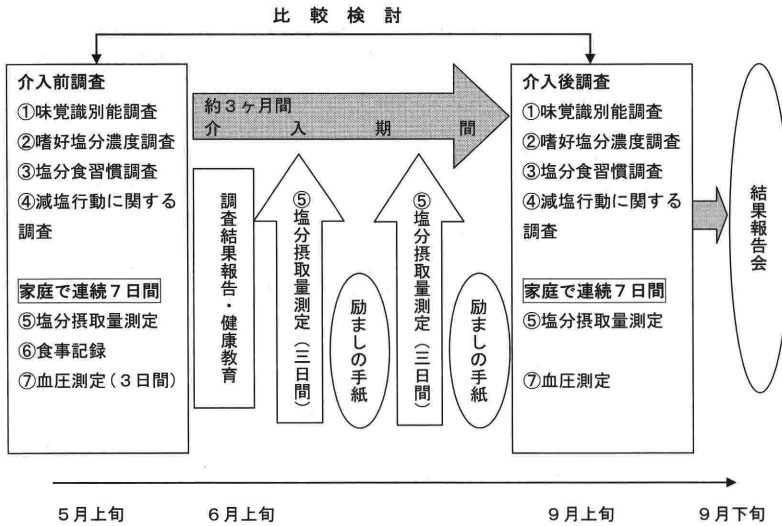 比較検討
介入前調査
①味覚識別能調査
②嗜好塩分濃度調査
③塩分食習慣調査
④減塩行動に関する
調査
家庭で連続７日間
⑤塩分摂取量測定
⑥食事記録
⑦血圧測定（３日間）
約３ヶ月間
介入期間
調査結果報告・健康教育
⑤塩分摂取量測定（三日間）
励ましの手紙
⑤塩分摂取量測定（三日間）
励ましの手紙
介入後調査
①味覚識別能調査
②嗜好塩分濃度調査
③塩分食習慣調査
④減塩行動に関する
調査
家庭で連続７日間
⑤塩分摂取量測定
⑦血圧測定
結果報告会
５月上旬
６月上旬
９月上旬
９月下旬